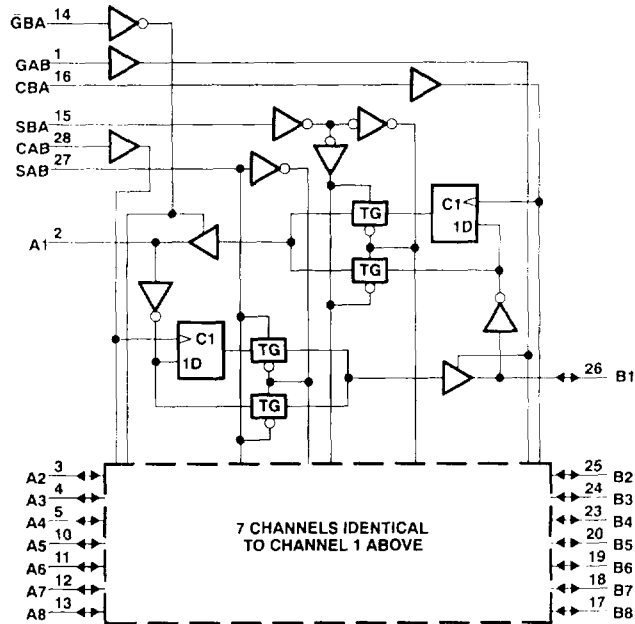 G̅BA 14
GAB 1
CBA 16
SBA 15
CAB 28
SAB 27
TG
C1
1D
A1 2
TG
C1
1D
TG
TG
26 B1
A2 3
A3 4
A4 5
A5 10
A6 11
A7 12
A8 13
7 CHANNELS IDENTICAL
TO CHANNEL 1 ABOVE
25 B2
24 B3
23 B4
20 B5
19 B6
18 B7
17 B8